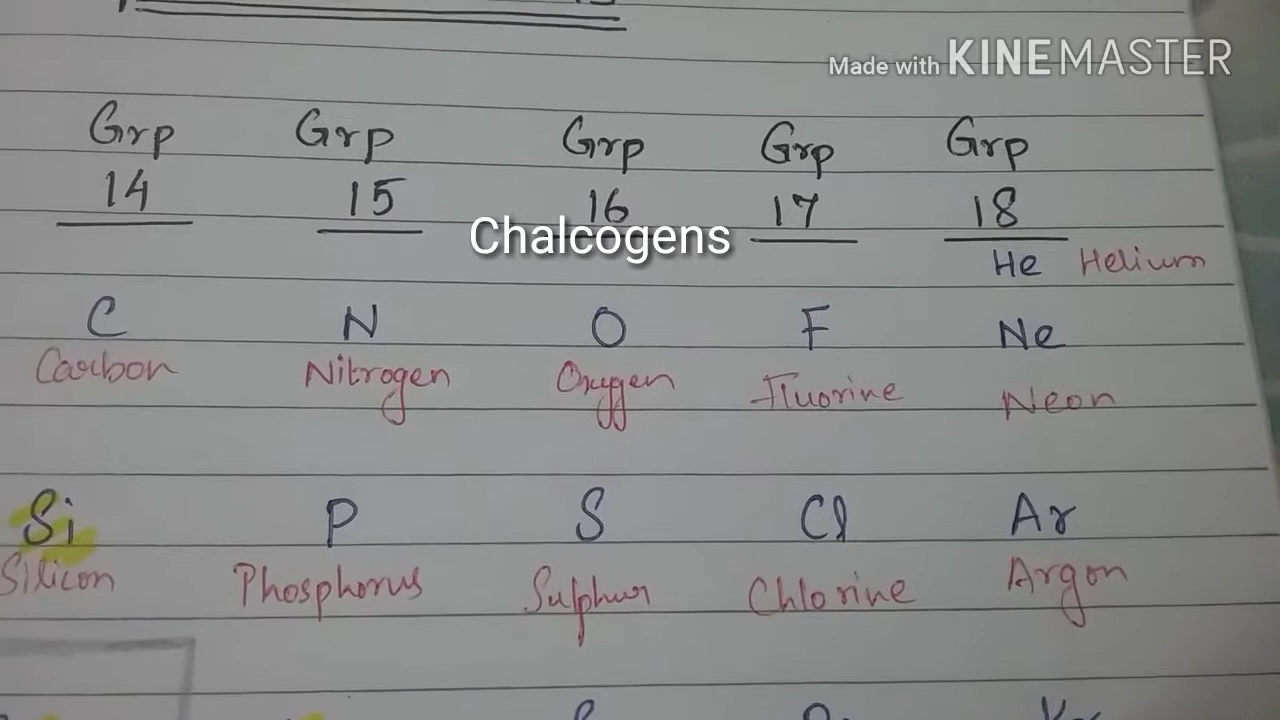 Made with KINEMASTER
Grp Grp Grp Grp Grp
14 15 16 17 18
Chalcogens
He Helium
C N O F Ne
Carbon Nitrogen Oxygen Fluorine Neon
Si P S Cl Ar
Silicon Phosphorus Sulphur Chlorine Argon